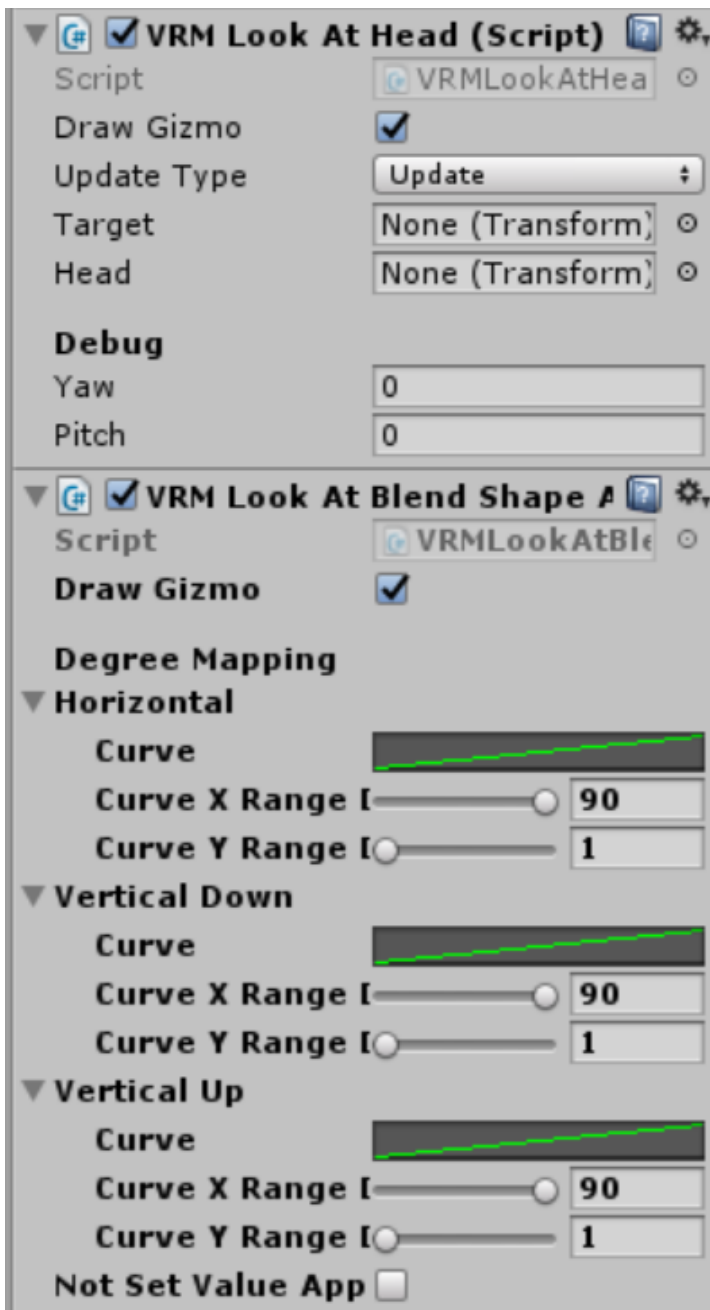 VRM Look At Head (Script)
Script VRMLookAtHea
Draw Gizmo
Update Type Update
Target None (Transform)
Head None (Transform)
Debug
Yaw 0
Pitch 0
VRM Look At Blend Shape A
Script VRMLookAtBle
Draw Gizmo
Degree Mapping
Horizontal
Curve
Curve X Range D 90
Curve Y Range D 1
Vertical Down
Curve
Curve X Range D 90
Curve Y Range D 1
Vertical Up
Curve
Curve X Range D 90
Curve Y Range D 1
Not Set Value App